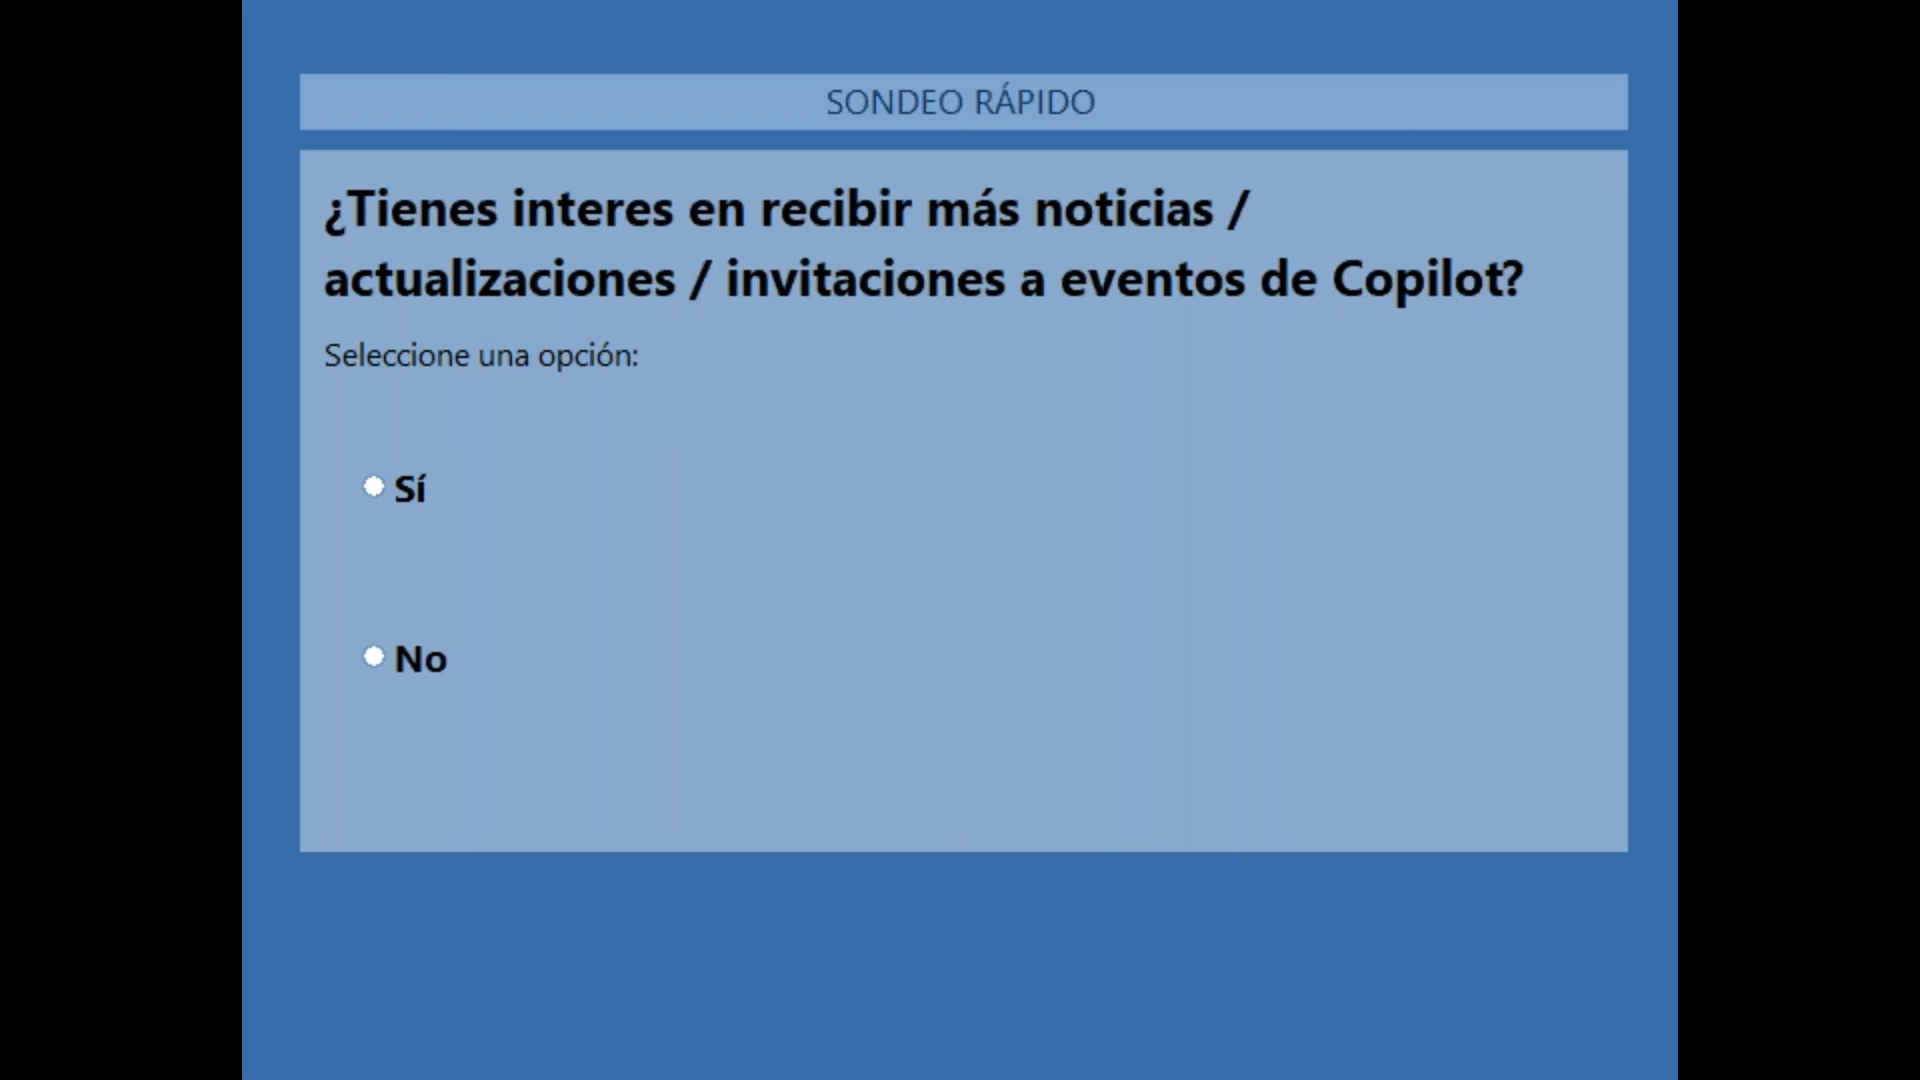 SONDEO RÁPIDO
¿Tienes interes en recibir más noticias /
actualizaciones / invitaciones a eventos de Copilot?
Seleccione una opción:
Sí
No